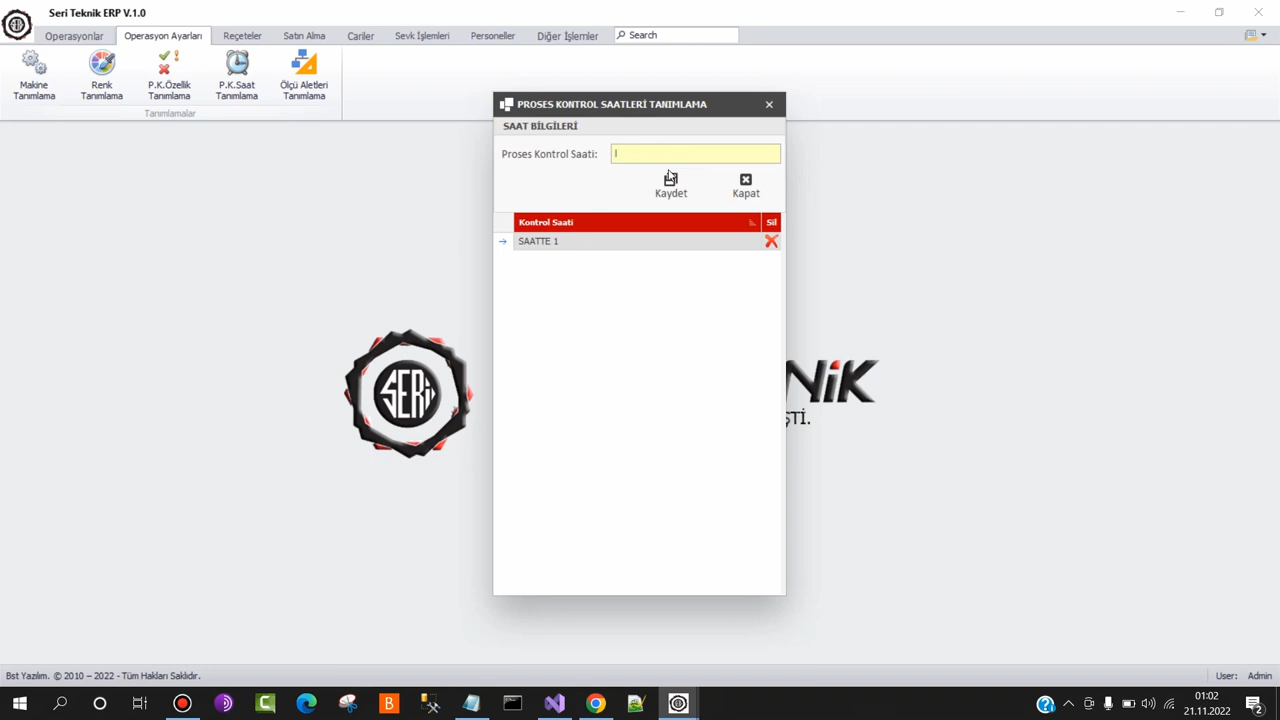 Seri Teknik ERP V.1.0
Operasyonlar
Operasyon Ayarları
Reçeteler
Satın Alma
Cariler
Sevk İşlemleri
Personeller
Diğer İşlemler
Search
Makine
Tanımlama
Renk
Tanımlama
P.K.Özellik
Tanımlama
P.K.Saat
Tanımlama
Ölçü Aletleri
Tanımlama
Tanımlamalar
PROSES KONTROL SAATLERİ TANIMLAMA
SAAT BİLGİLERİ
Proses Kontrol Saati:
Kaydet
Kapat
Kontrol Saati
Sil
SAATTE 1
SERİ
NİK
ŞTİ.
Bst Yazılım. © 2010 – 2022 - Tüm Hakları Saklıdır.
User:
Admin
01:02
21.11.2022
2